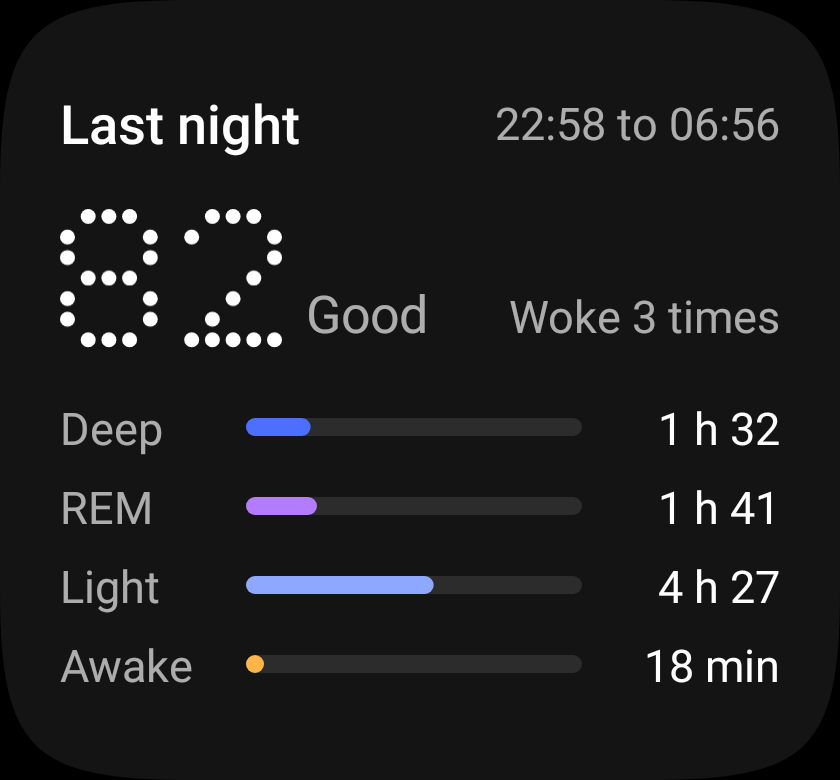 Last night 22:58 to 06:56
82 Good Woke 3 times
Deep 1 h 32
REM 1 h 41
Light 4 h 27
Awake 18 min